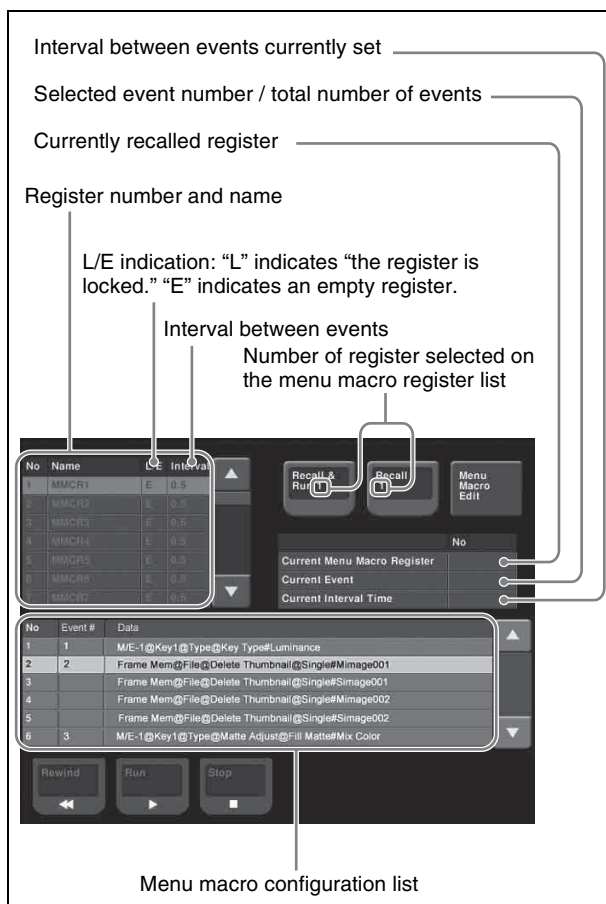 Interval between events currently set
Selected event number / total number of events
Currently recalled register
Register number and name
L/E indication: “L” indicates “the register is
locked.” “E” indicates an empty register.
Interval between events
Number of register selected on
the menu macro register list
No Name L/E Interval
1 MMCR1 E 0.5
2 MMCR2 E 0.5
3 MMCR3 E 0.5
4 MMCR4 E 0.5
5 MMCR5 E 0.5
6 MMCR6 E 0.5
7 MMCR7 E 0.5
Recall &
Run 1
Recall
1
Menu
Macro
Edit
No
Current Menu Macro Register
Current Event
Current Interval Time
No Event # Data
1 1 M/E-1@Key1@Type@Key Type#Luminance
2 2 Frame Mem@File@Delete Thumbnail@Single#Mimage001
3 Frame Mem@File@Delete Thumbnail@Single#Simage001
4 Frame Mem@File@Delete Thumbnail@Single#Mimage002
5 Frame Mem@File@Delete Thumbnail@Single#Simage002
6 3 M/E-1@Key1@Type@Matte Adjust@Fill Matte#Mix Color
Rewind
Run
Stop
Menu macro configuration list